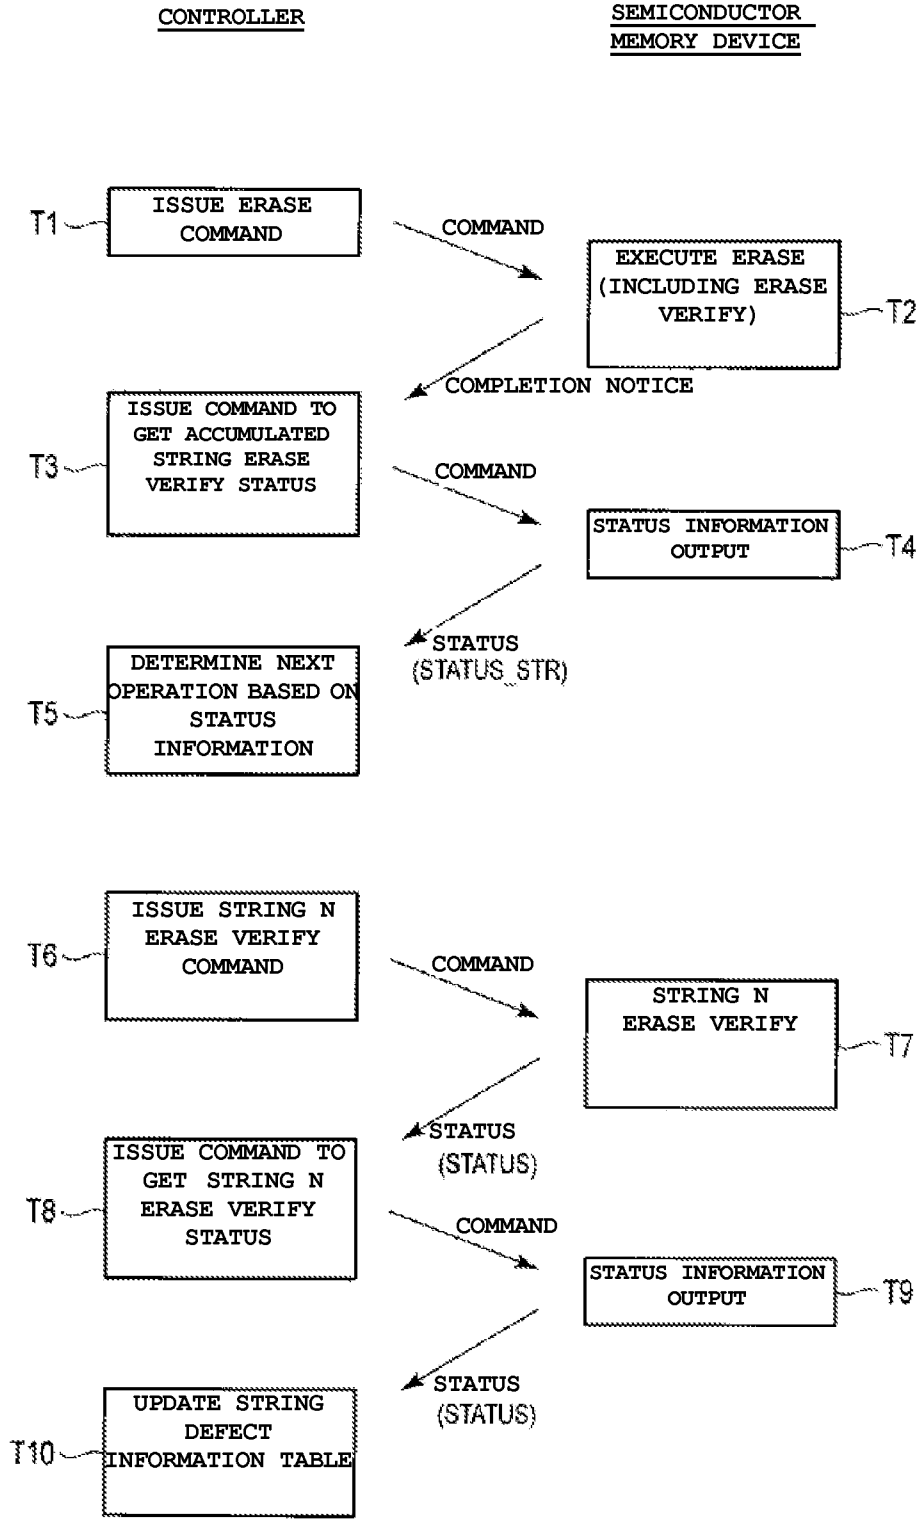 CONTROLLER
SEMICONDUCTOR
MEMORY DEVICE
T1
ISSUE ERASE
COMMAND
COMMAND
EXECUTE ERASE
(INCLUDING ERASE
VERIFY)
T2
COMPLETION NOTICE
T3
ISSUE COMMAND TO
GET ACCUMULATED
STRING ERASE
VERIFY STATUS
COMMAND
STATUS INFORMATION
OUTPUT
T4
STATUS
(STATUS_STR)
T5
DETERMINE NEXT
OPERATION BASED ON
STATUS
INFORMATION
T6
ISSUE STRING N
ERASE VERIFY
COMMAND
COMMAND
STRING N
ERASE VERIFY
T7
STATUS
(STATUS)
T8
ISSUE COMMAND TO
GET STRING N
ERASE VERIFY
STATUS
COMMAND
STATUS INFORMATION
OUTPUT
T9
STATUS
(STATUS)
T10
UPDATE STRING
DEFECT
INFORMATION TABLE